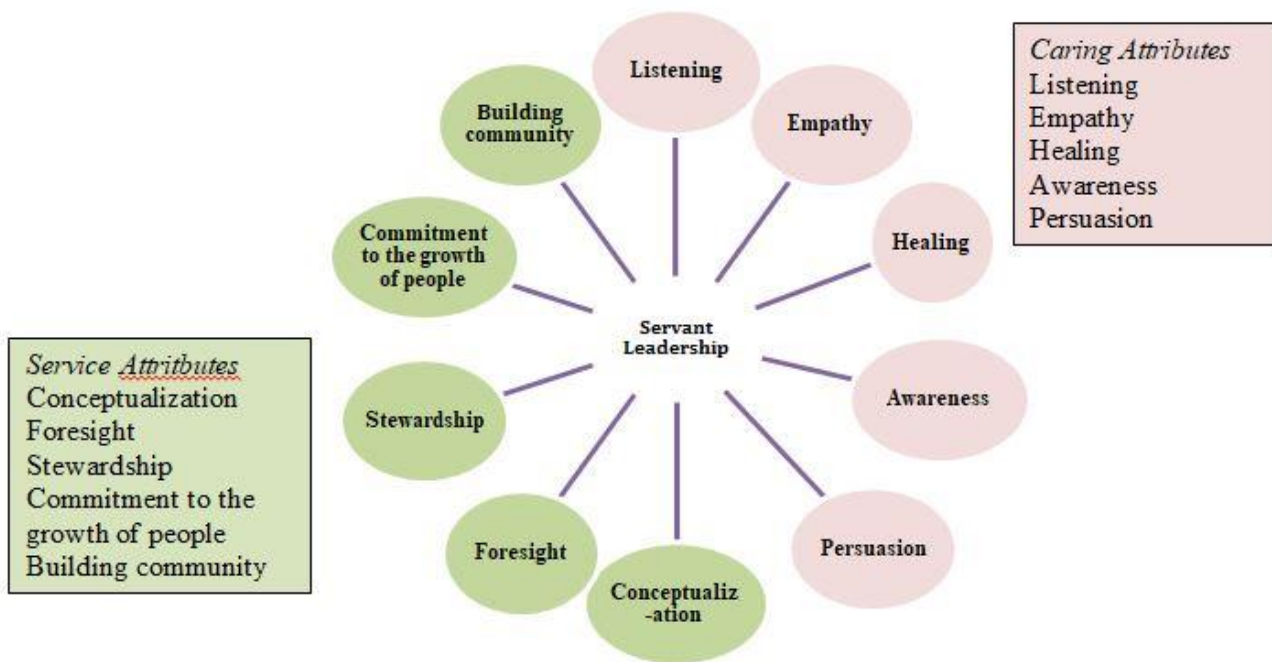 Listening
Empathy
Healing
Awareness
Persuasion
Conceptualiz
-ation
Foresight
Stewardship
Commitment
to the growth
of people
Building
community
Servant
Leadership
Caring Attributes
Listening
Empathy
Healing
Awareness
Persuasion
Service Attritbutes
Conceptualization
Foresight
Stewardship
Commitment to the
growth of people
Building community